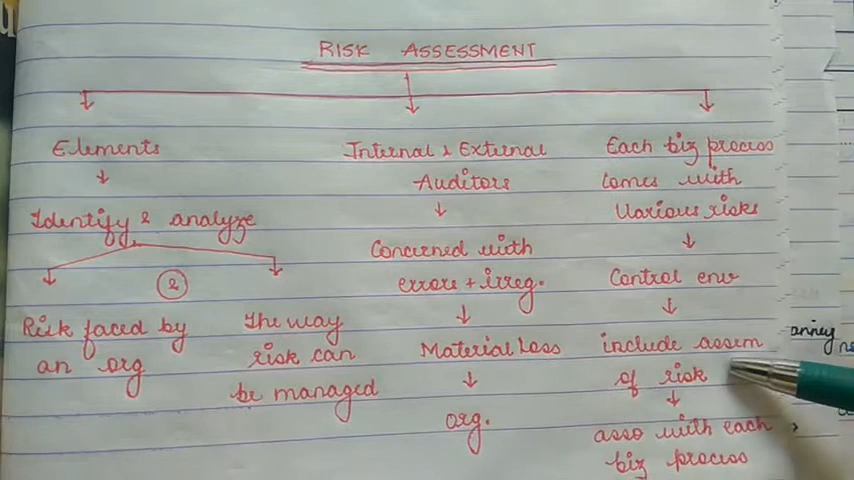 RISK ASSESSMENT
Elements
Identify & analyze
&
Risk faced by
an org
The way
risk can
be managed
Internal & External
Auditors
Concerned with
errors + irreg.
Material Loss
org.
Each biz process
comes with
Various risks
Control env
include assem
of risk
asso with each
biz process
anney